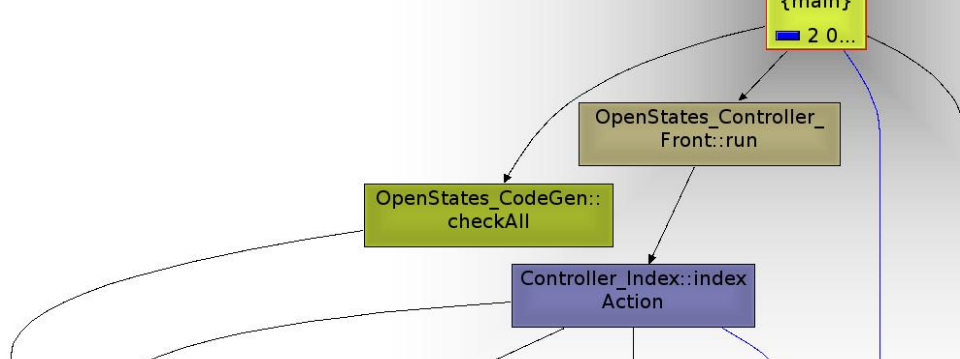 {main}
2 0...
OpenStates_Controller_
Front::run
OpenStates_CodeGen::
checkAll
Controller_Index::index
Action